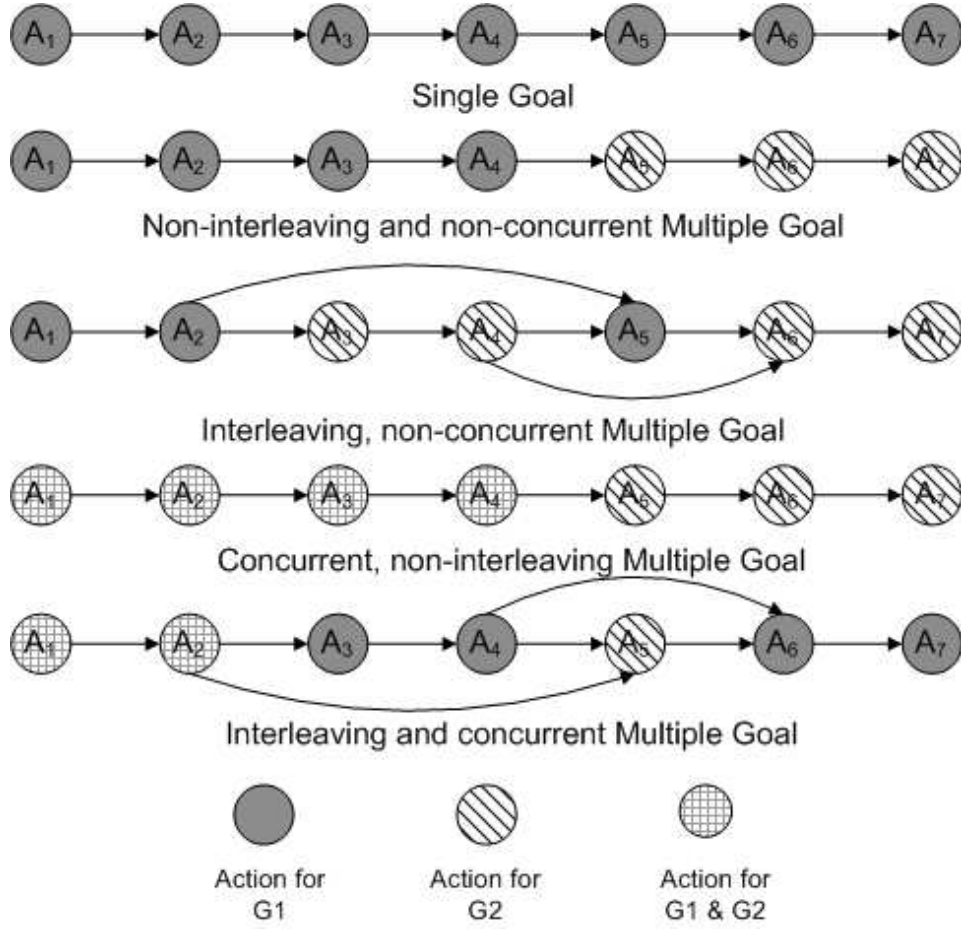 A1 A2 A3 A4 A5 A6 A7
Single Goal
A1 A2 A3 A4 A5 A6 A7
Non-interleaving and non-concurrent Multiple Goal
A1 A2 A3 A4 A5 A6 A7
Interleaving, non-concurrent Multiple Goal
A1 A2 A3 A4 A5 A6 A7
Concurrent, non-interleaving Multiple Goal
A1 A2 A3 A4 A5 A6 A7
Interleaving and concurrent Multiple Goal
Action for
G1
Action for
G2
Action for
G1 & G2